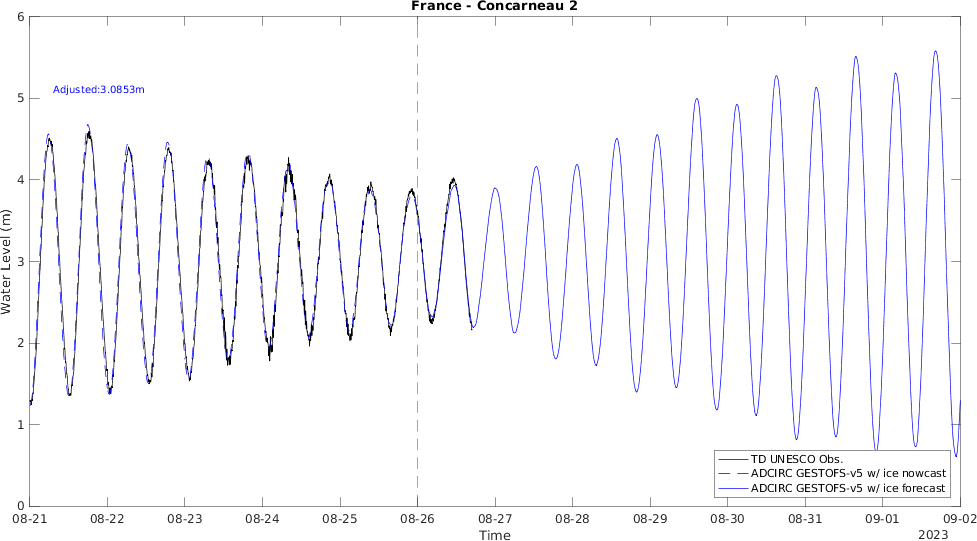 France - Concarneau 2
6
5
4
3
2
1
0
Water Level (m)
Adjusted:3.0853m
TD UNESCO Obs.
ADCIRC GESTOFS-v5 w/ ice nowcast
ADCIRC GESTOFS-v5 w/ ice forecast
08-21 08-22 08-23 08-24 08-25 08-26 08-27 08-28 08-29 08-30 08-31 09-01 09-02
Time
2023